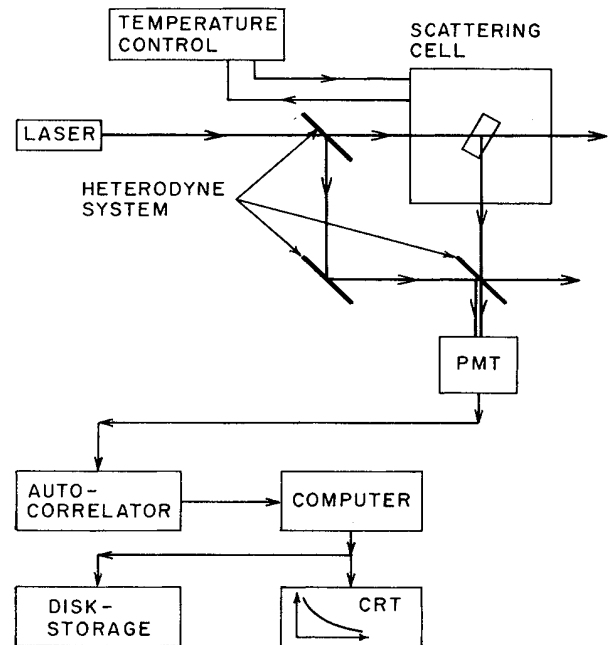 TEMPERATURE
CONTROL
SCATTERING
CELL
LASER
HETERODYNE
SYSTEM
PMT
AUTO-
CORRELATOR
COMPUTER
DISK-
STORAGE
CRT